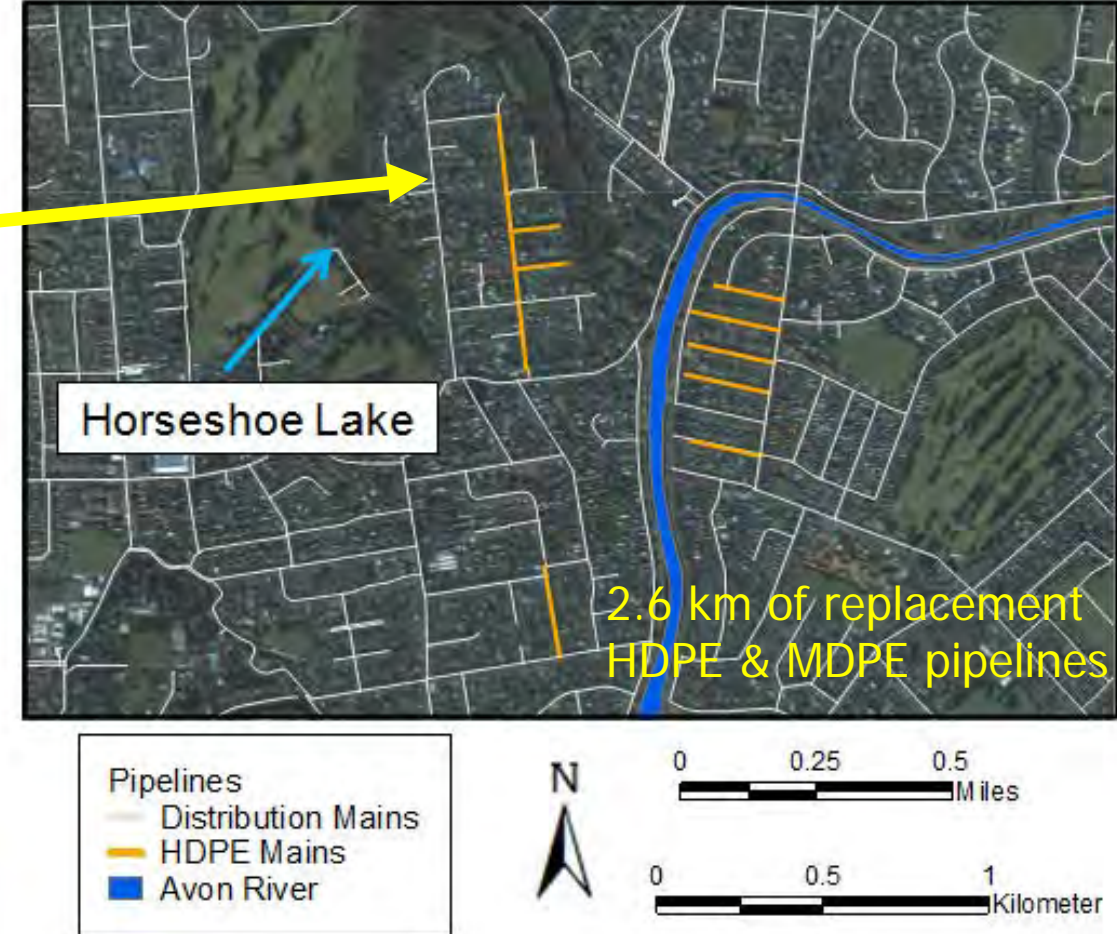 Horseshoe Lake
2.6 km of replacement
HDPE & MDPE pipelines
Pipelines
Distribution Mains
HDPE Mains
Avon River
N
0 0.25 0.5
Miles
0 0.5 1
Kilometer